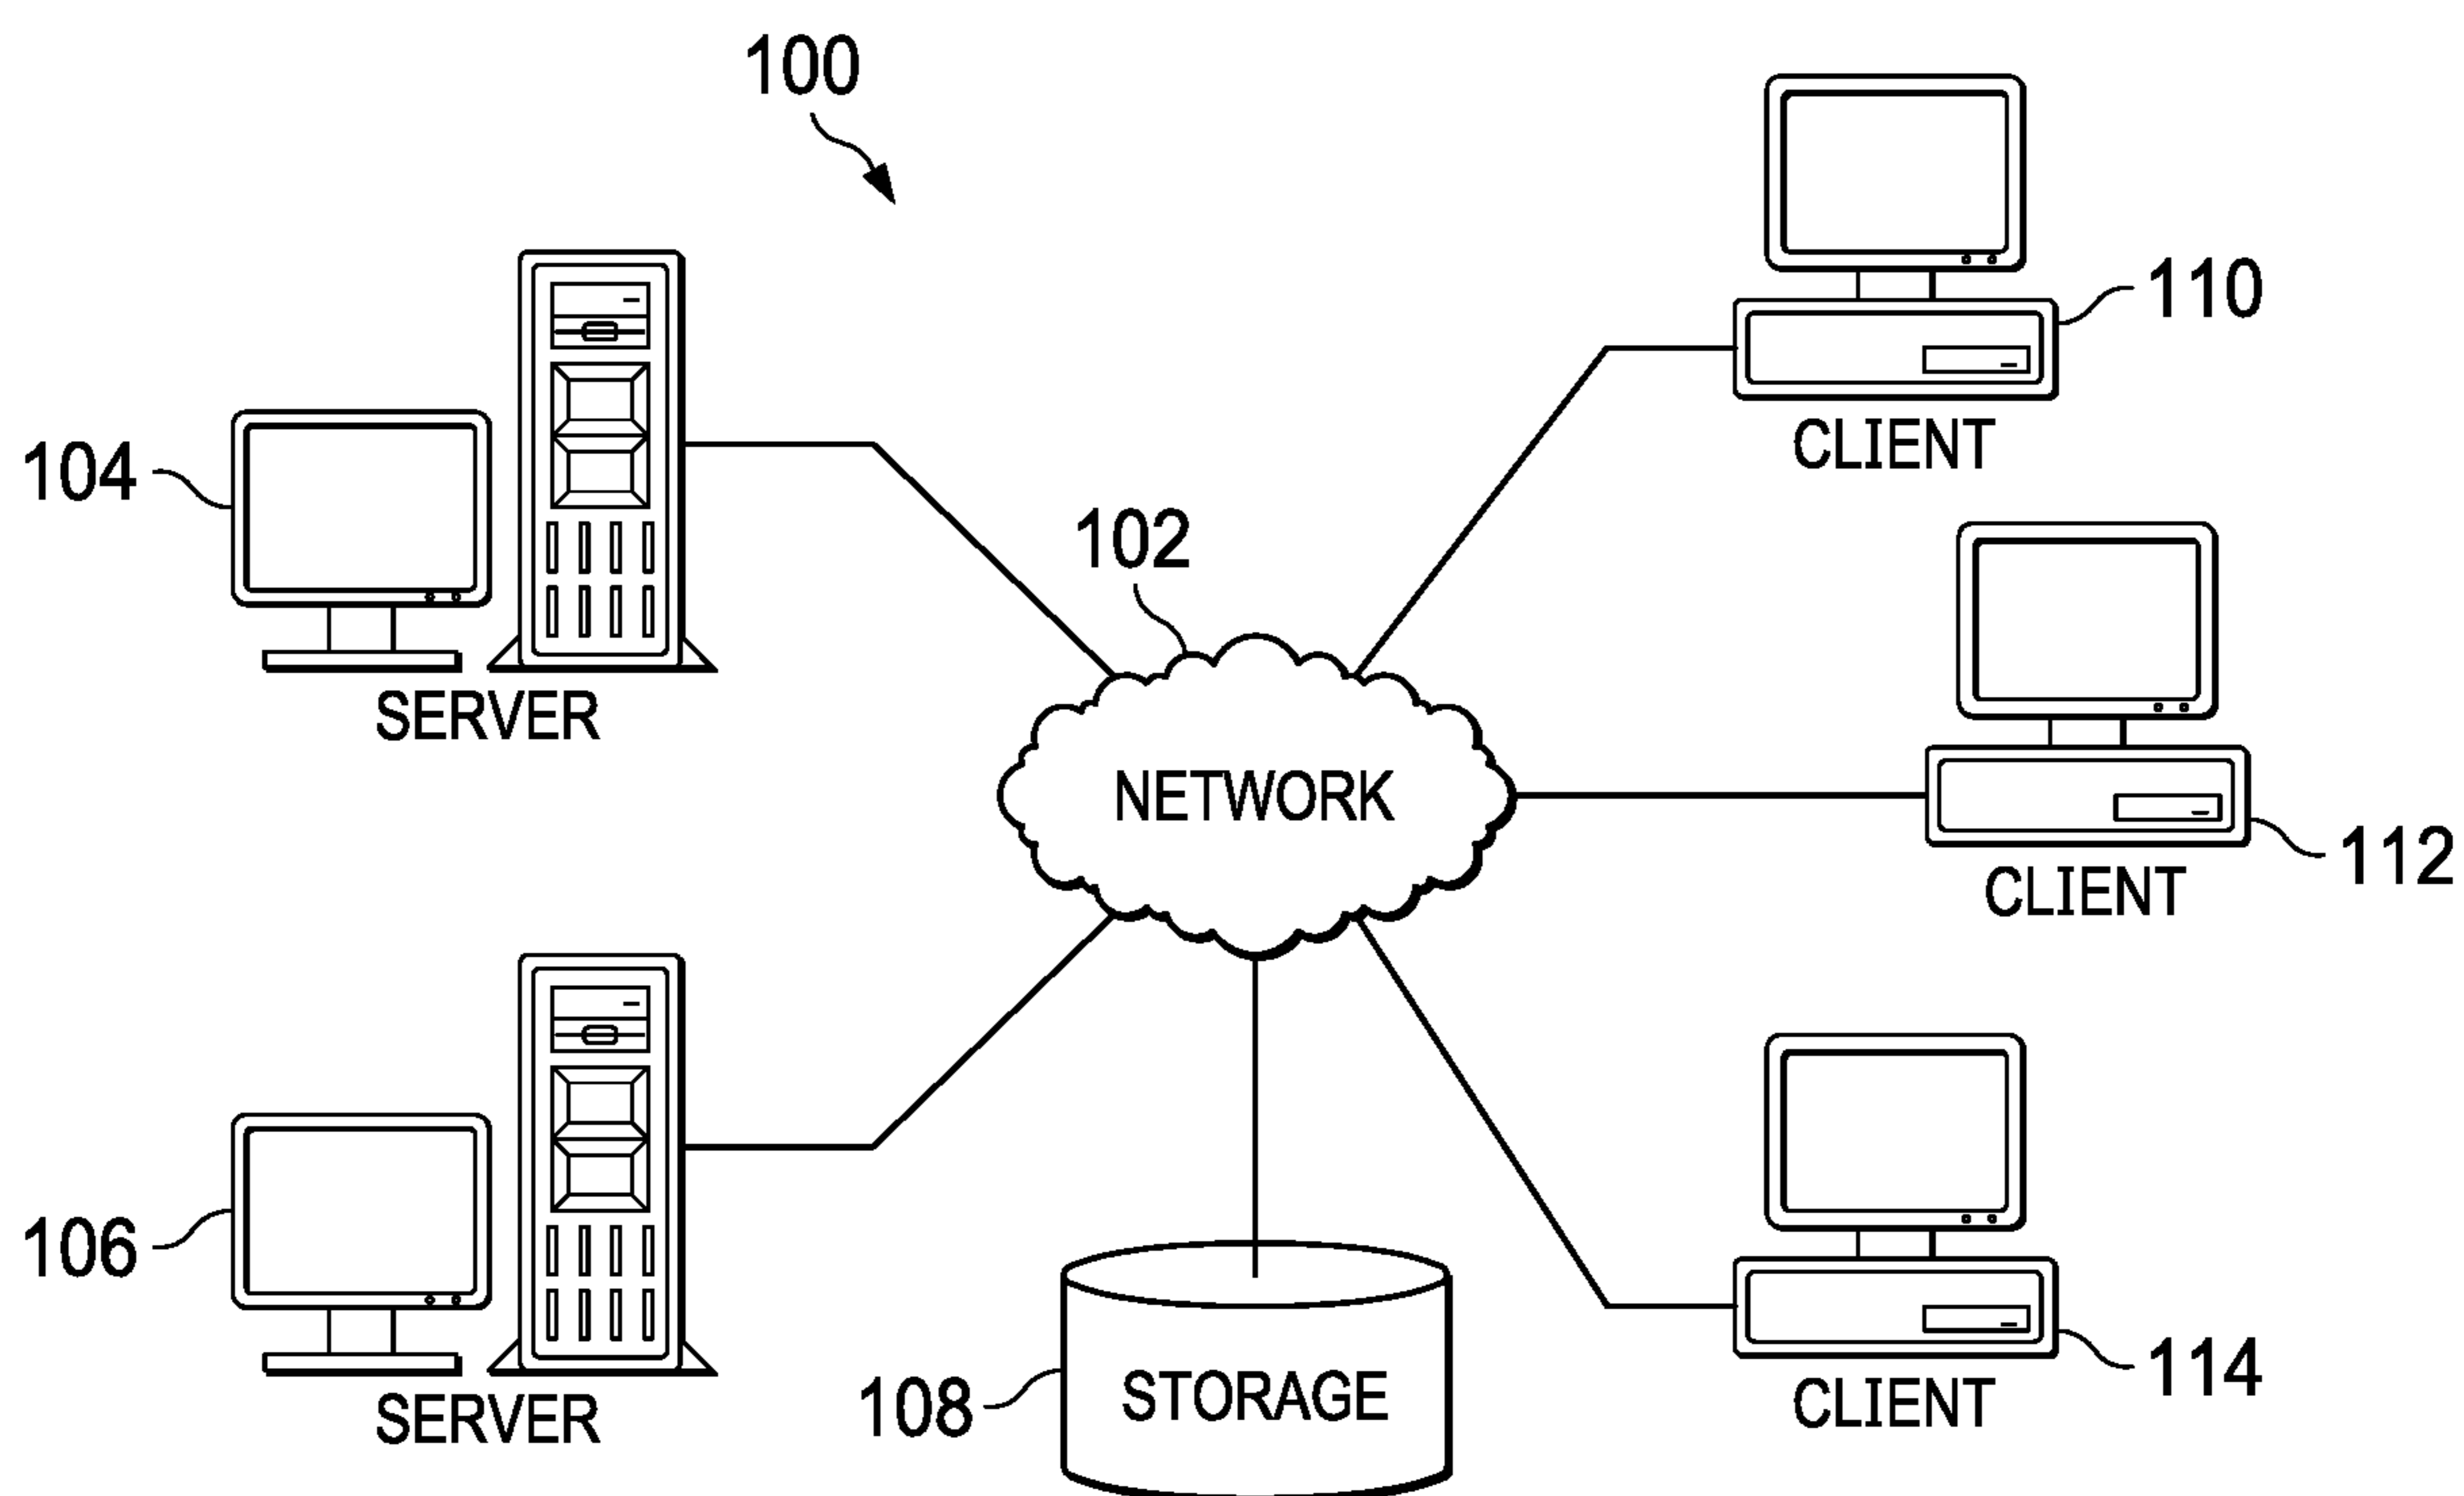 100
110
CLIENT
104
SERVER
102
NETWORK
112
CLIENT
106
SERVER
108
STORAGE
114
CLIENT